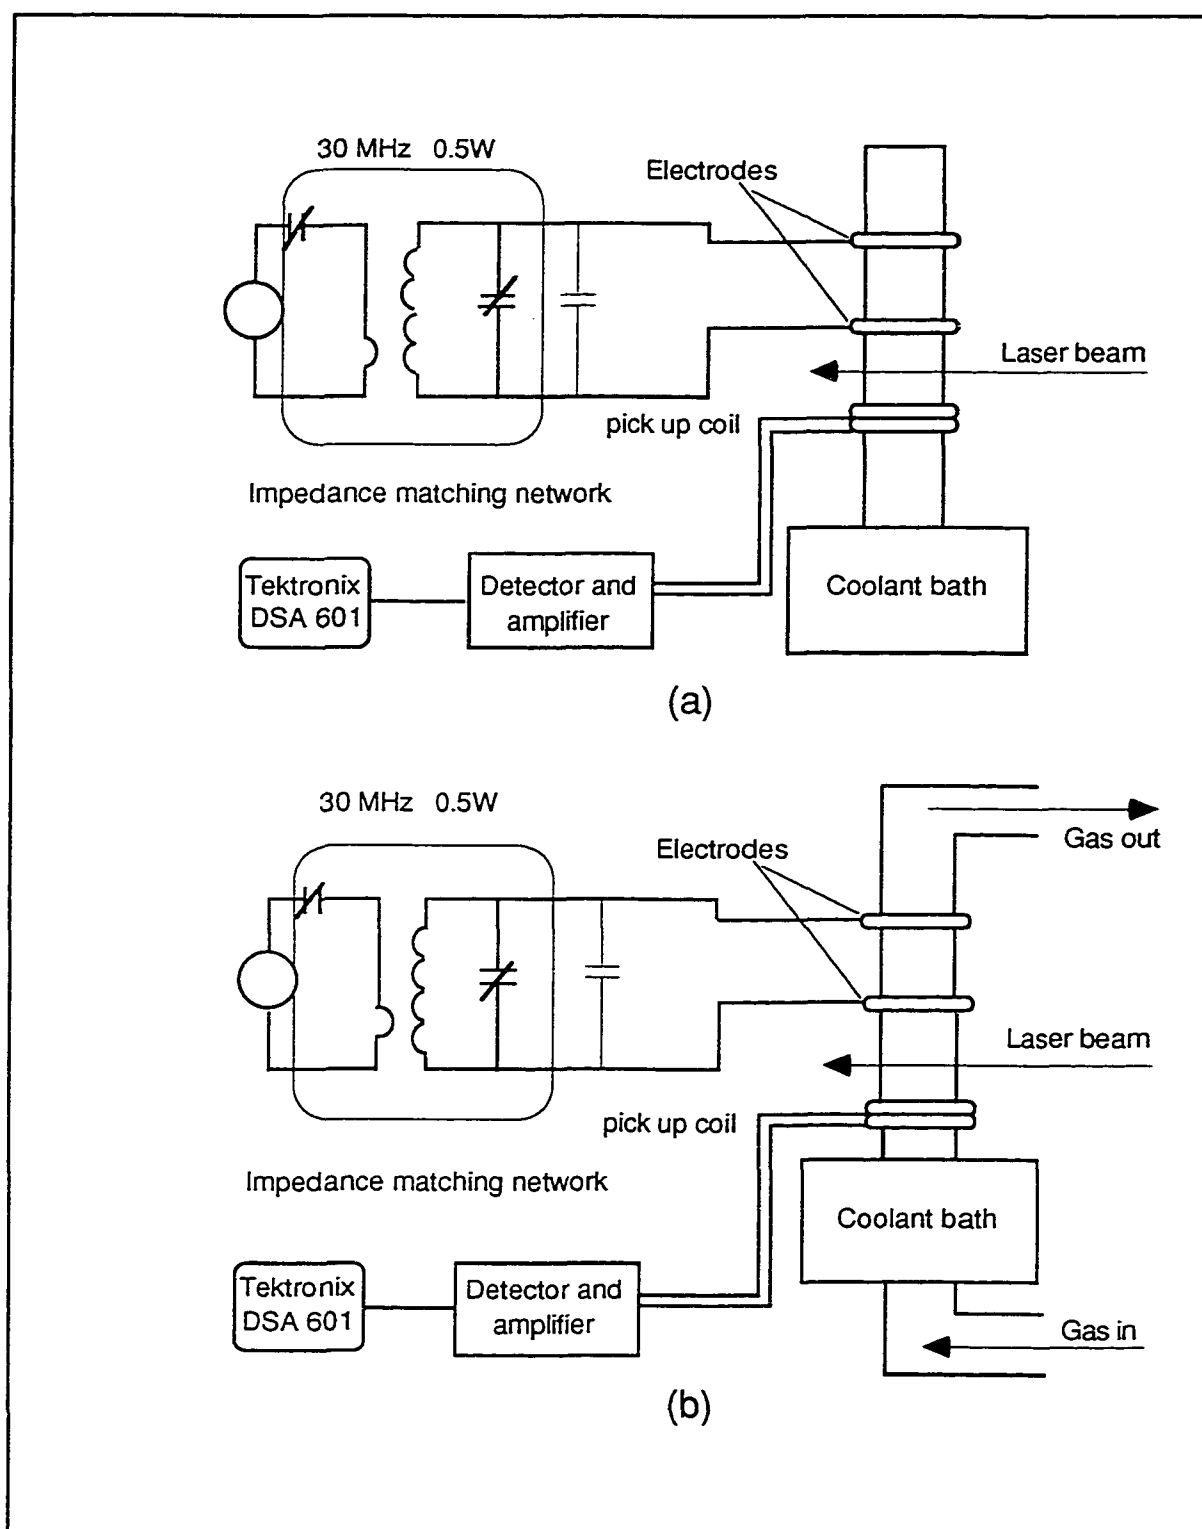 30 MHz 0.5W
Electrodes
Laser beam
pick up coil
Impedance matching network
Tektronix
DSA 601
Detector and
amplifier
Coolant bath
(a)
30 MHz 0.5W
Gas out
Electrodes
Laser beam
pick up coil
Impedance matching network
Coolant bath
Tektronix
DSA 601
Detector and
amplifier
Gas in
(b)